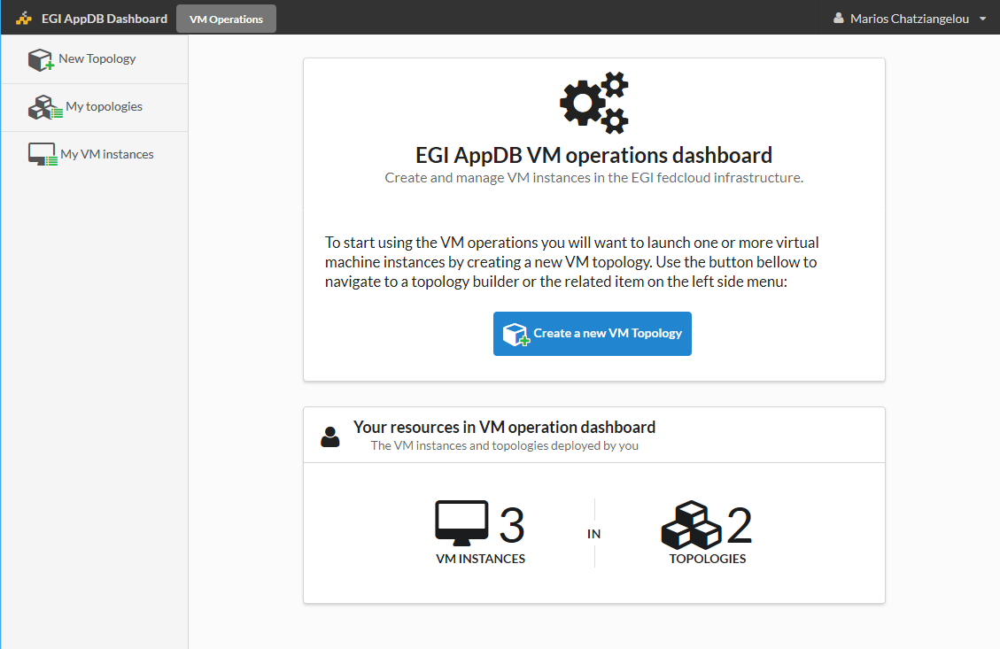 EGI AppDB Dashboard
VM Operations
Marios Chatziangelou
New Topology
My topologies
My VM instances
EGI AppDB VM operations dashboard
Create and manage VM instances in the EGI fedcloud infrastructure.
To start using the VM operations you will want to launch one or more virtual
machine instances by creating a new VM topology. Use the button bellow to
navigate to a topology builder or the related item on the left side menu:
Create a new VM Topology
Your resources in VM operation dashboard
The VM instances and topologies deployed by you
3
VM INSTANCES
IN
2
TOPOLOGIES